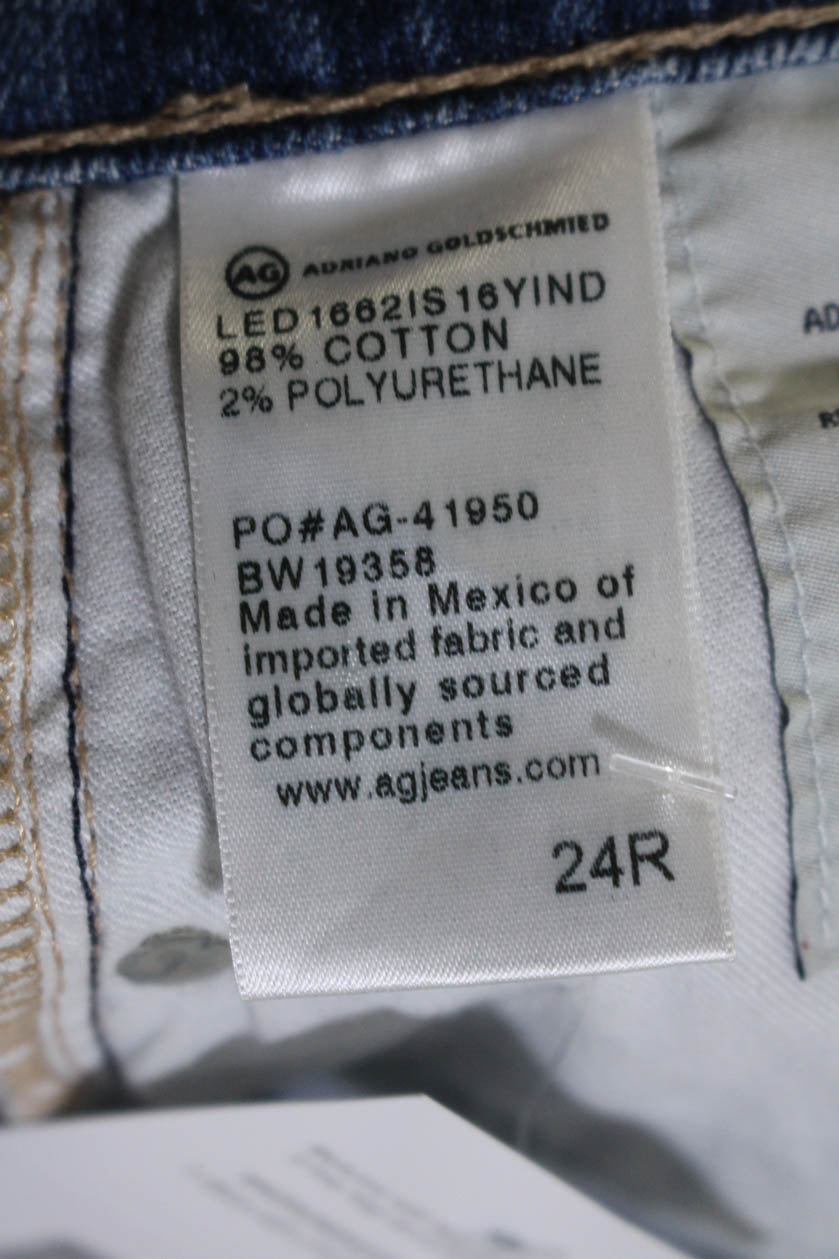 AG ADRIANO GOLDSCHMIED
LED1662IS16YIND
98% COTTON
2% POLYURETHANE
PO#AG-41950
BW19358
Made in Mexico of
imported fabric and
globally sourced
components
www.agjeans.com
24R
AD